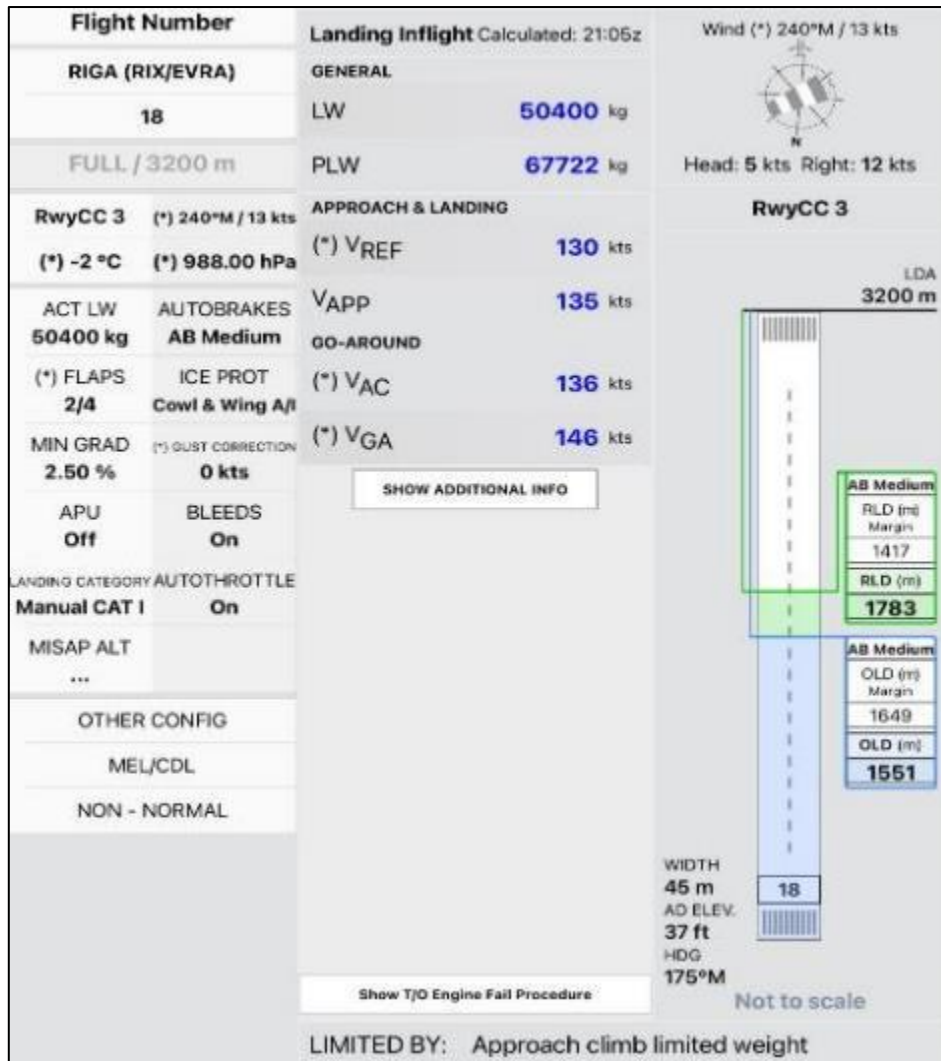 Flight Number
RIGA (RIX/EVRA)
18
FULL / 3200 m
RwyCC 3 (*) 240°M / 13 kts
(*) -2 °C (*) 988.00 hPa
ACT LW AUTOBRAKES
50400 kg AB Medium
(*) FLAPS ICE PROT
2/4 Cowl & Wing A/I
MIN GRAD (*) GUST CORRECTION
2.50 % 0 kts
APU BLEEDS
Off On
LANDING CATEGORY AUTOTHROTTLE
Manual CAT I On
MISAP ALT
...
OTHER CONFIG
MEL/CDL
NON - NORMAL
Landing Inflight Calculated: 21:05z
GENERAL
LW 50400 kg
PLW 67722 kg
APPROACH & LANDING
(*) VREF 130 kts
VAPP 135 kts
GO-AROUND
(*) VAC 136 kts
(*) VGA 146 kts
SHOW ADDITIONAL INFO
Show T/O Engine Fail Procedure
Wind (*) 240°M / 13 kts
N
Head: 5 kts Right: 12 kts
RwyCC 3
LDA
3200 m
AB Medium
RLD (m)
Margin
1417
RLD (m)
1783
AB Medium
OLD (m)
Margin
1649
OLD (m)
1551
WIDTH
45 m
18
AD ELEV.
37 ft
HDG
175°M
Not to scale
LIMITED BY: Approach climb limited weight